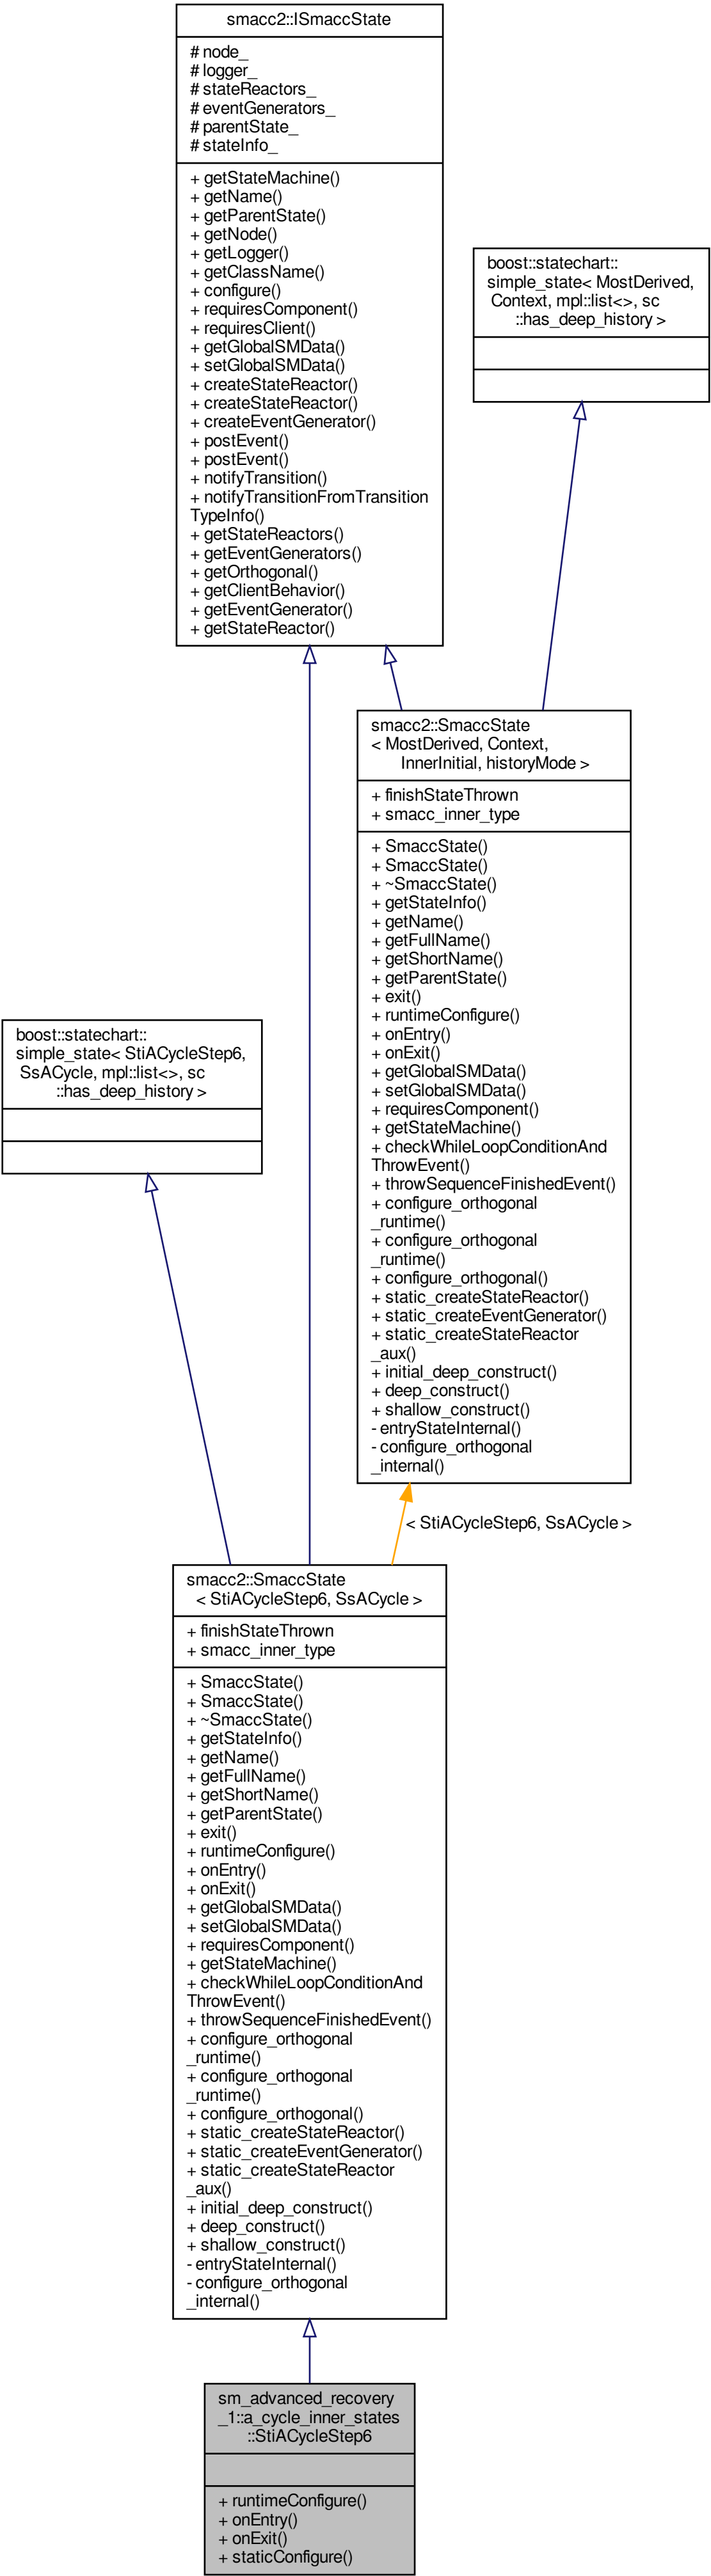 smacc2::ISmaccState
# node_
# logger_
# stateReactors_
# eventGenerators_
# parentState_
# stateInfo_
+ getStateMachine()
+ getName()
+ getParentState()
+ getNode()
+ getLogger()
+ getClassName()
+ configure()
+ requiresComponent()
+ requiresClient()
+ getGlobalSMData()
+ setGlobalSMData()
+ createStateReactor()
+ createStateReactor()
+ createEventGenerator()
+ postEvent()
+ postEvent()
+ notifyTransition()
+ notifyTransitionFromTransition
TypeInfo()
+ getStateReactors()
+ getEventGenerators()
+ getOrthogonal()
+ getClientBehavior()
+ getEventGenerator()
+ getStateReactor()
boost::statechart::
simple_state< MostDerived,
Context, mpl::list<>, sc
::has_deep_history >
smacc2::SmaccState
< MostDerived, Context,
InnerInitial, historyMode >
+ finishStateThrown
+ smacc_inner_type
+ SmaccState()
+ SmaccState()
+ ~SmaccState()
+ getStateInfo()
+ getName()
+ getFullName()
+ getShortName()
+ getParentState()
+ exit()
+ runtimeConfigure()
+ onEntry()
+ onExit()
+ getGlobalSMData()
+ setGlobalSMData()
+ requiresComponent()
+ getStateMachine()
+ checkWhileLoopConditionAnd
ThrowEvent()
+ throwSequenceFinishedEvent()
+ configure_orthogonal
_runtime()
+ configure_orthogonal
_runtime()
+ configure_orthogonal()
+ static_createStateReactor()
+ static_createEventGenerator()
+ static_createStateReactor
_aux()
+ initial_deep_construct()
+ deep_construct()
+ shallow_construct()
- entryStateInternal()
- configure_orthogonal
_internal()
boost::statechart::
simple_state< StiACycleStep6,
SsACycle, mpl::list<>, sc
::has_deep_history >
< StiACycleStep6, SsACycle >
smacc2::SmaccState
< StiACycleStep6, SsACycle >
+ finishStateThrown
+ smacc_inner_type
+ SmaccState()
+ SmaccState()
+ ~SmaccState()
+ getStateInfo()
+ getName()
+ getFullName()
+ getShortName()
+ getParentState()
+ exit()
+ runtimeConfigure()
+ onEntry()
+ onExit()
+ getGlobalSMData()
+ setGlobalSMData()
+ requiresComponent()
+ getStateMachine()
+ checkWhileLoopConditionAnd
ThrowEvent()
+ throwSequenceFinishedEvent()
+ configure_orthogonal
_runtime()
+ configure_orthogonal
_runtime()
+ configure_orthogonal()
+ static_createStateReactor()
+ static_createEventGenerator()
+ static_createStateReactor
_aux()
+ initial_deep_construct()
+ deep_construct()
+ shallow_construct()
- entryStateInternal()
- configure_orthogonal
_internal()
sm_advanced_recovery
_1::a_cycle_inner_states
::StiACycleStep6
+ runtimeConfigure()
+ onEntry()
+ onExit()
+ staticConfigure()